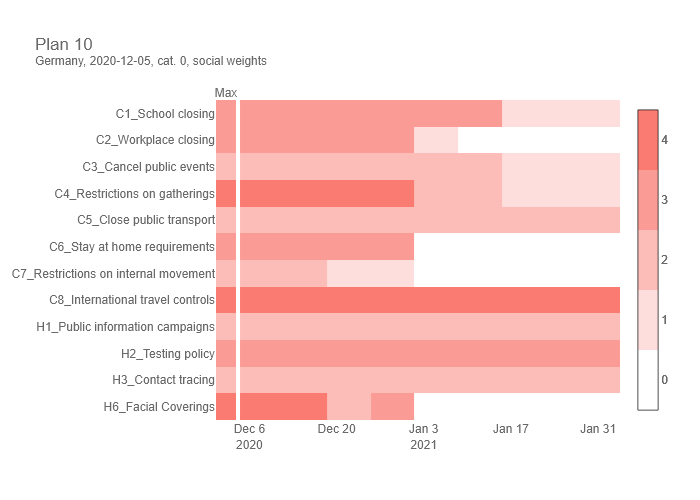 Plan 10
Germany, 2020-12-05, cat. 0, social weights
Max
C1_School closing
C2_Workplace closing
C3_Cancel public events
C4_Restrictions on gatherings
C5_Close public transport
C6_Stay at home requirements
C7_Restrictions on internal movement
C8_International travel controls
H1_Public information campaigns
H2_Testing policy
H3_Contact tracing
H6_Facial Coverings
Dec 6 Dec 20 Jan 3 Jan 17 Jan 31
2020 2021
4
3
2
1
0